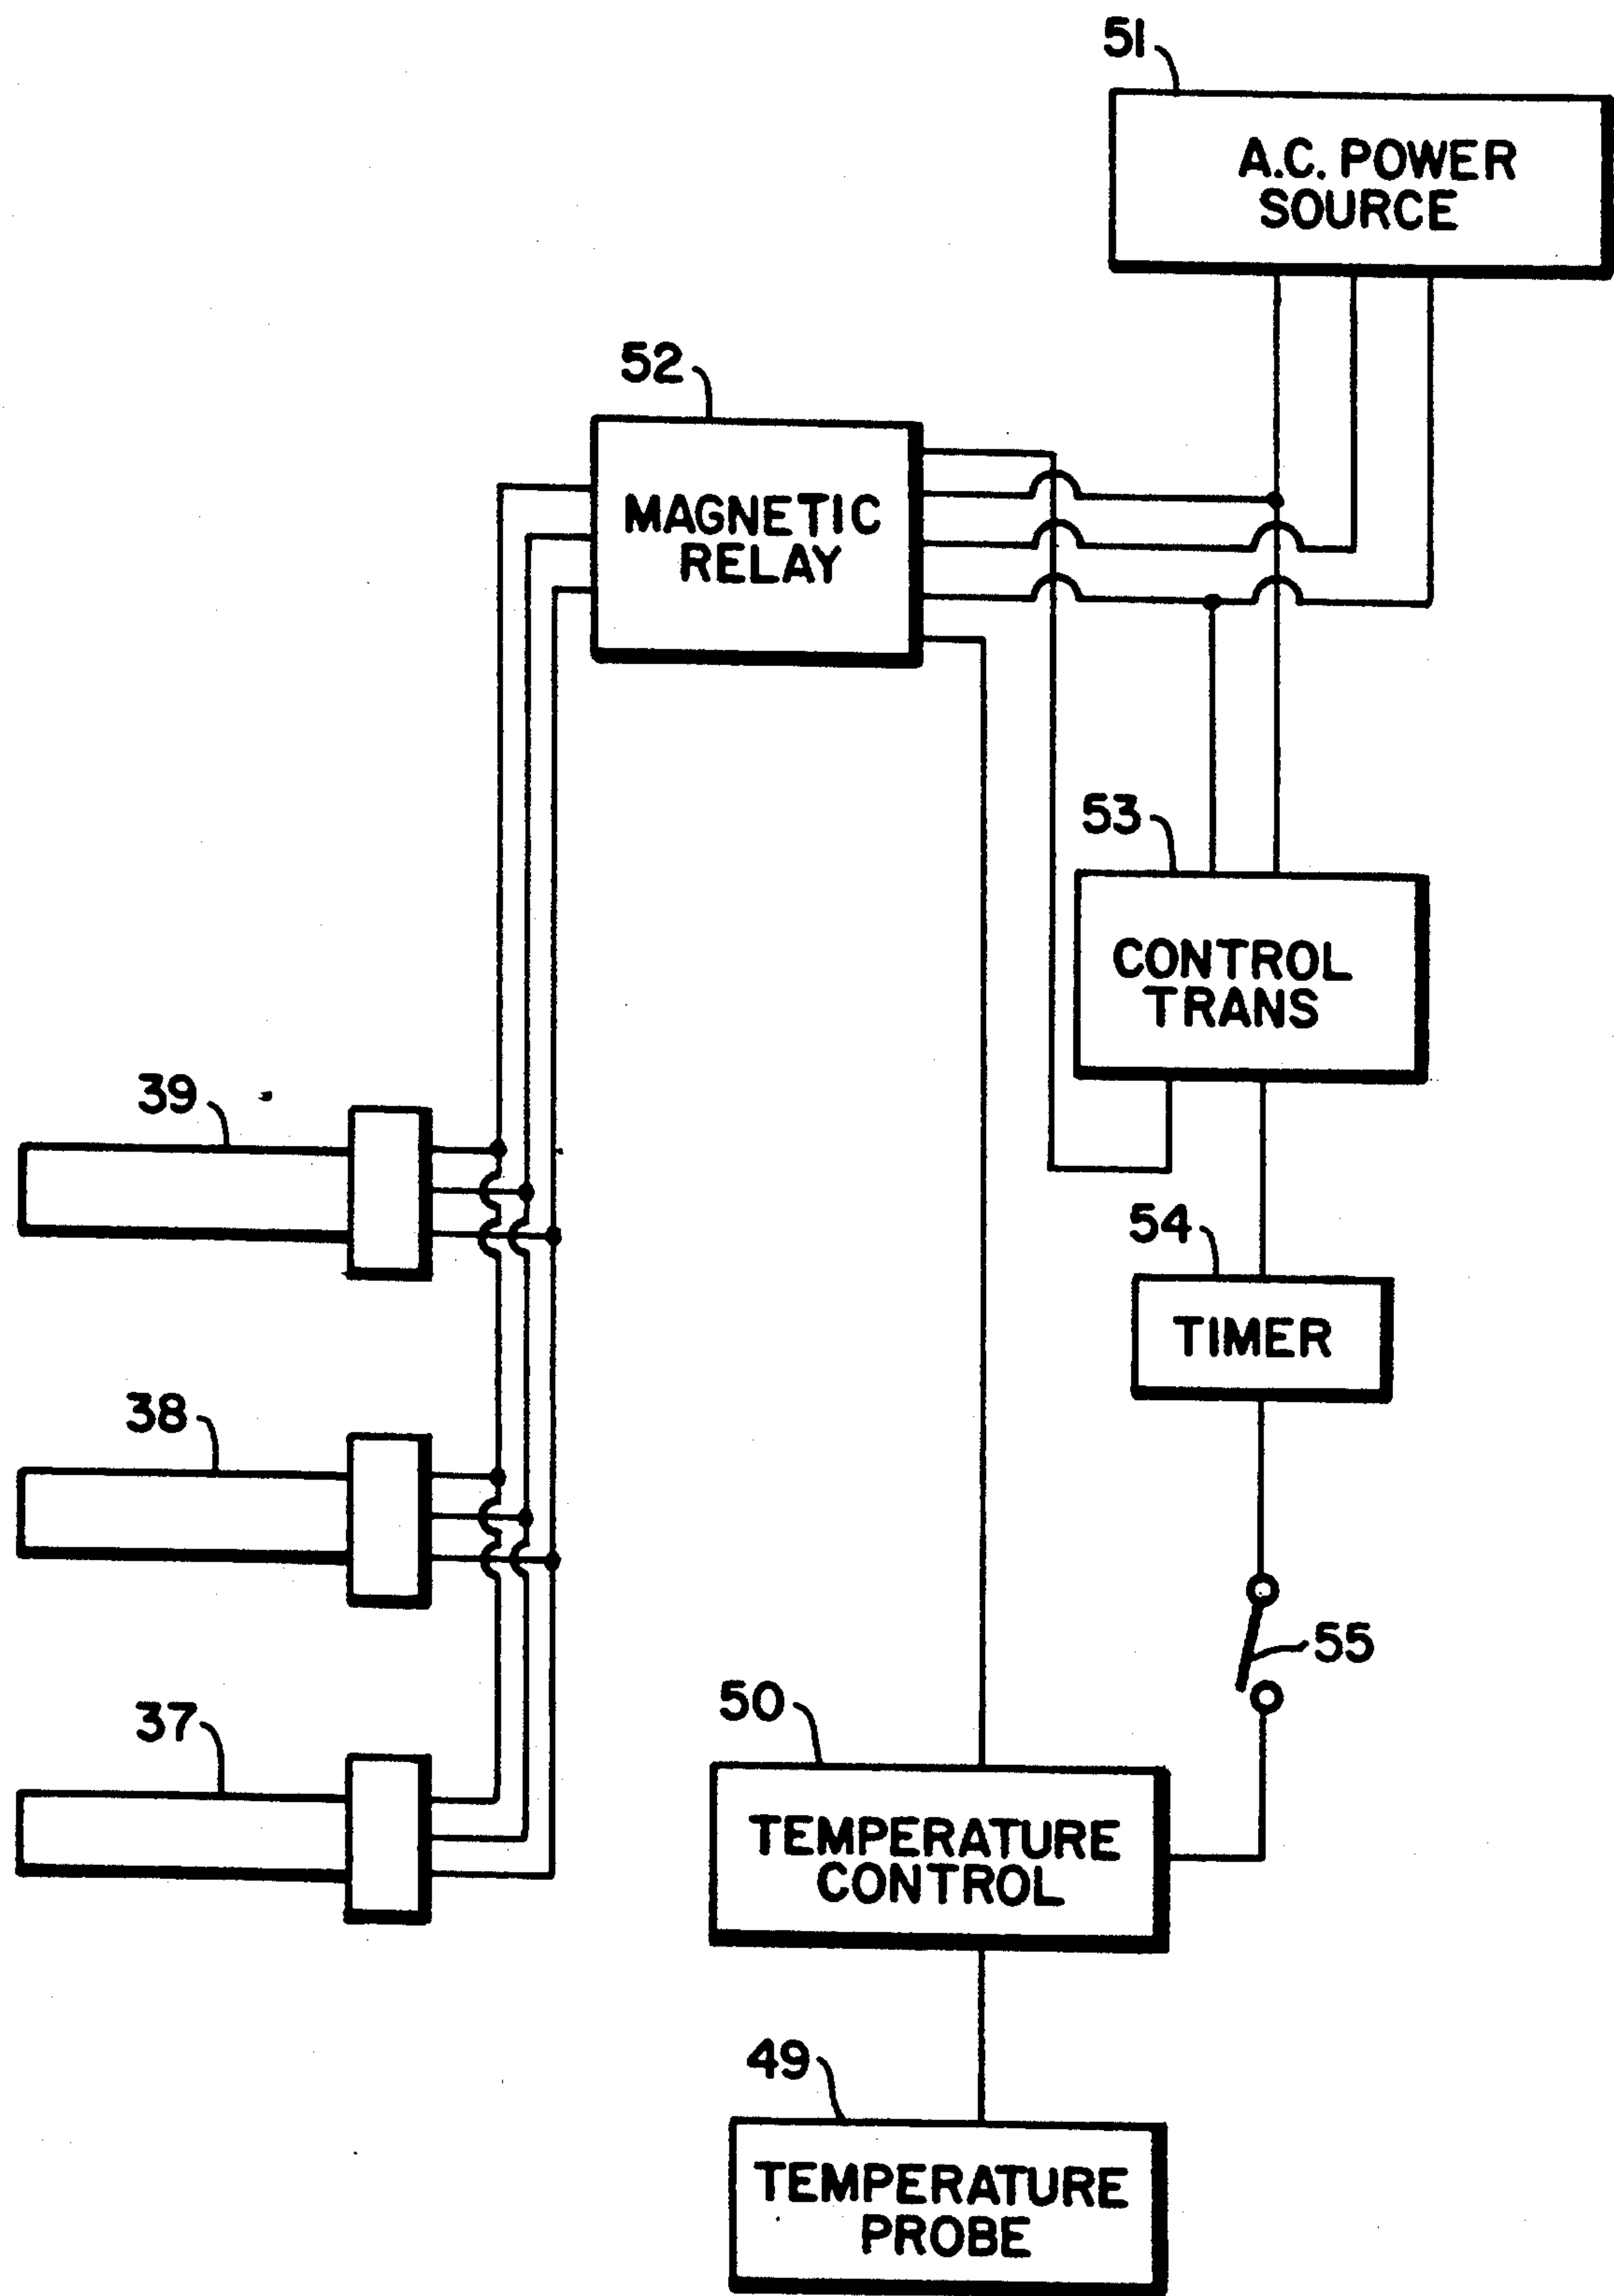 51
A.C. POWER
SOURCE
52
MAGNETIC
RELAY
53
CONTROL
TRANS
39
54
TIMER
38
55
50
37
TEMPERATURE
CONTROL
49
TEMPERATURE
PROBE